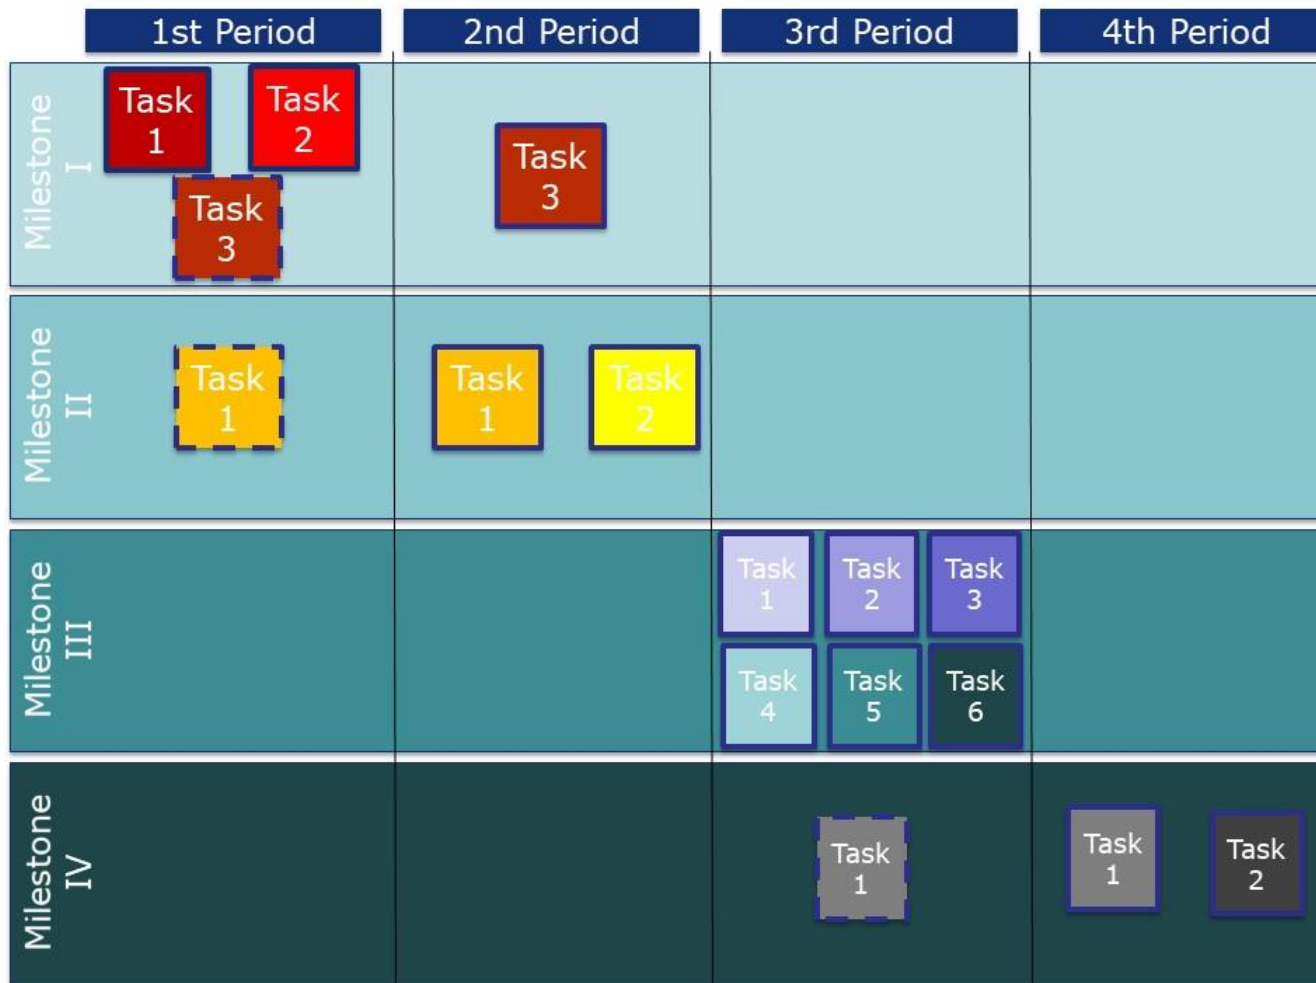 1st Period
2nd Period
3rd Period
4th Period
Milestone
I
Task
1
Task
2
Task
3
Task
3
Milestone
II
Task
1
Task
1
Task
2
Milestone
III
Task
1
Task
2
Task
3
Task
4
Task
5
Task
6
Milestone
IV
Task
1
Task
1
Task
2